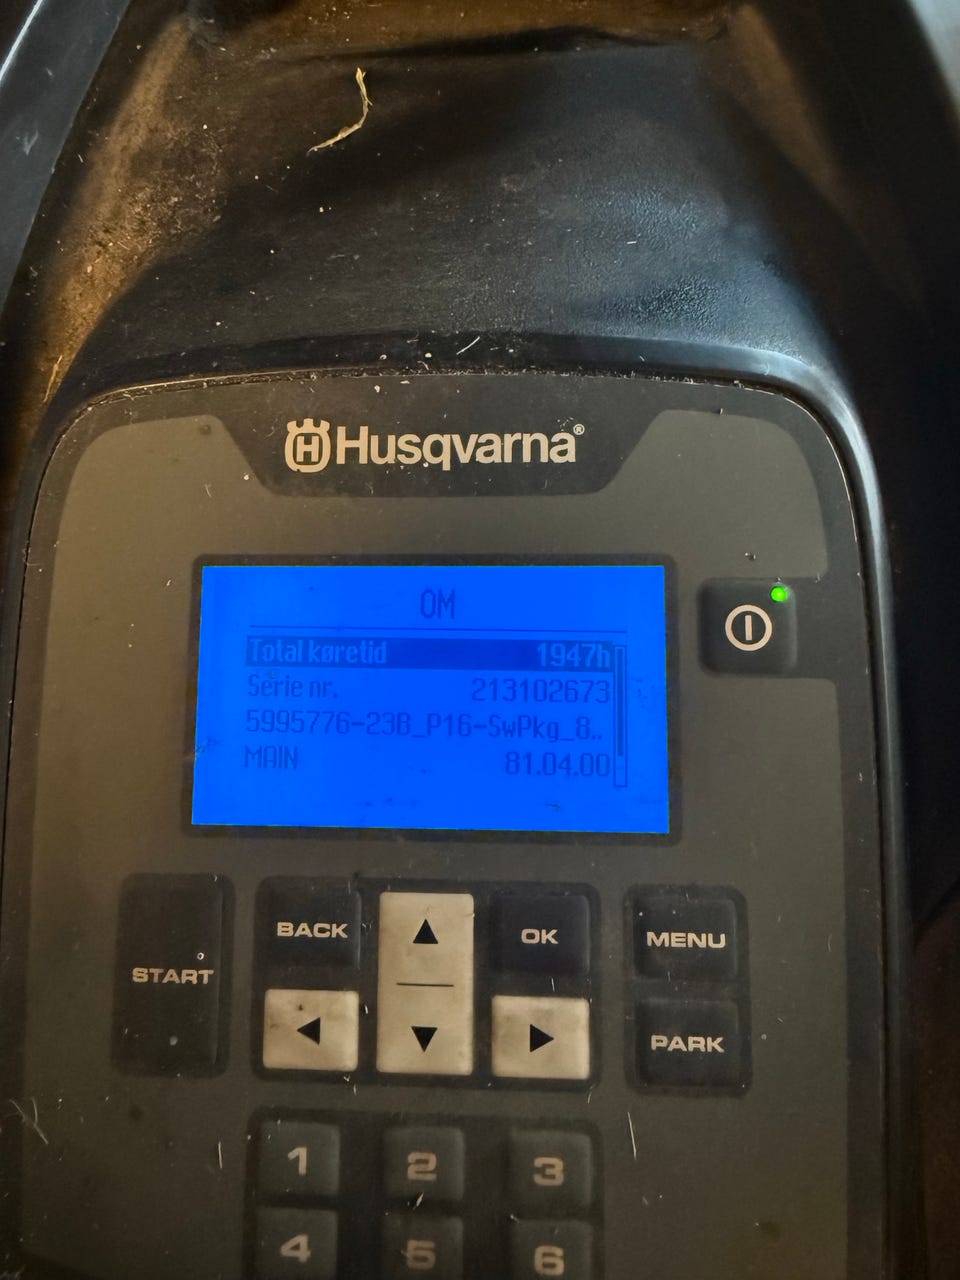 Husqvarna®
OM
Total køretid 1947h
Serie nr. 213102673
5995776-23B_P16-SwPkg_8..
MAIN 81.04.00
START
BACK
OK
MENU
PARK
1 2 3
4 5 6